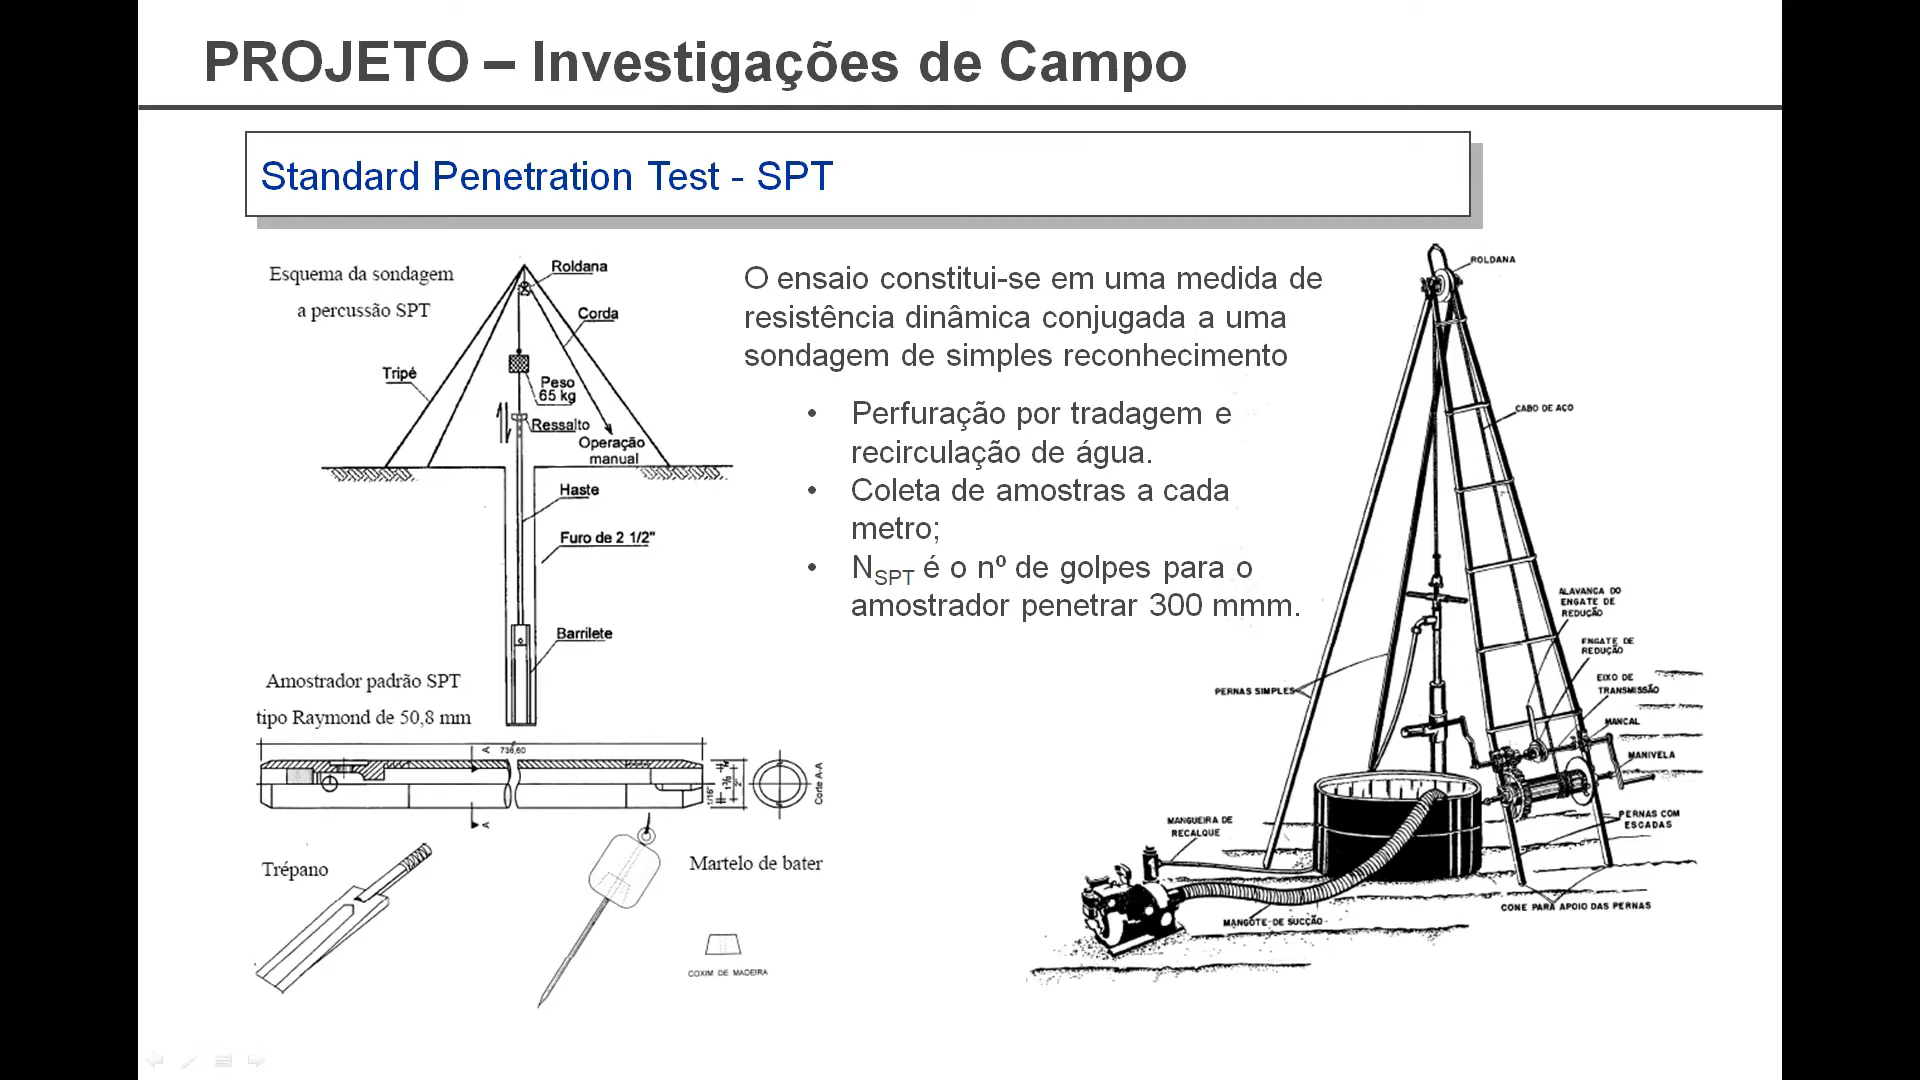 PROJETO – Investigações de Campo
Standard Penetration Test - SPT
Esquema da sondagem
a percussão SPT
Roldana
Corda
Tripé
Peso
65 kg
Ressalto
Operação
manual
Haste
Furo de 2 1/2"
Barrilete
O ensaio constitui-se em uma medida de
resistência dinâmica conjugada a uma
sondagem de simples reconhecimento
• Perfuração por tradagem e
recirculação de água.
• Coleta de amostras a cada
metro;
• NSPT é o nº de golpes para o
amostrador penetrar 300 mmm.
Amostrador padrão SPT
tipo Raymond de 50,8 mm
A
736,60
A
2"
Corte A-A
Trépano
Martelo de bater
COXIM DE MADEIRA
ROLDANA
CABO DE AÇO
ALAVANCA DO
ENGATE DE
REDUÇÃO
ENGATE DE
REDUÇÃO
EIXO DE
TRANSMISSÃO
MANCAL
MANIVELA
PERNAS SIMPLES
PERNAS COM
ESCADAS
MANGUEIRA DE
RECALQUE
MANGOTE DE SUCÇÃO
CONE PARA APOIO DAS PERNAS